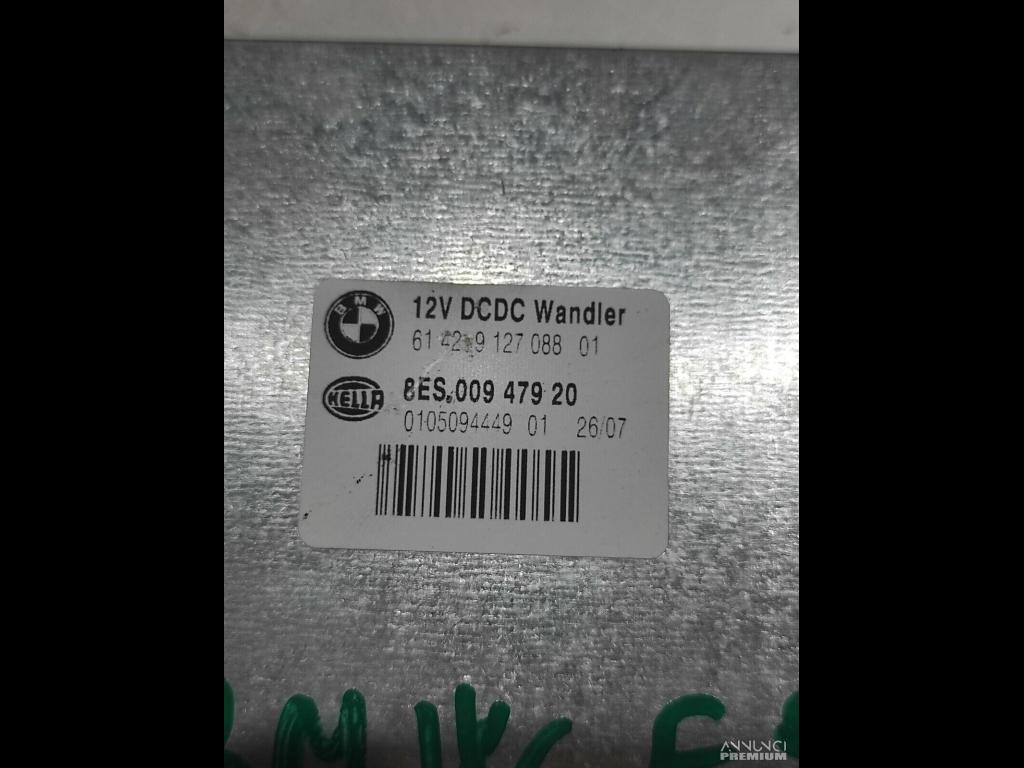 BMW
12V DCDC Wandler
61 42 9 127 088 01
HELLA
8ES.009 479 20
0105094449 01 26/07
BMW
ANNUNCI
PREMIUM